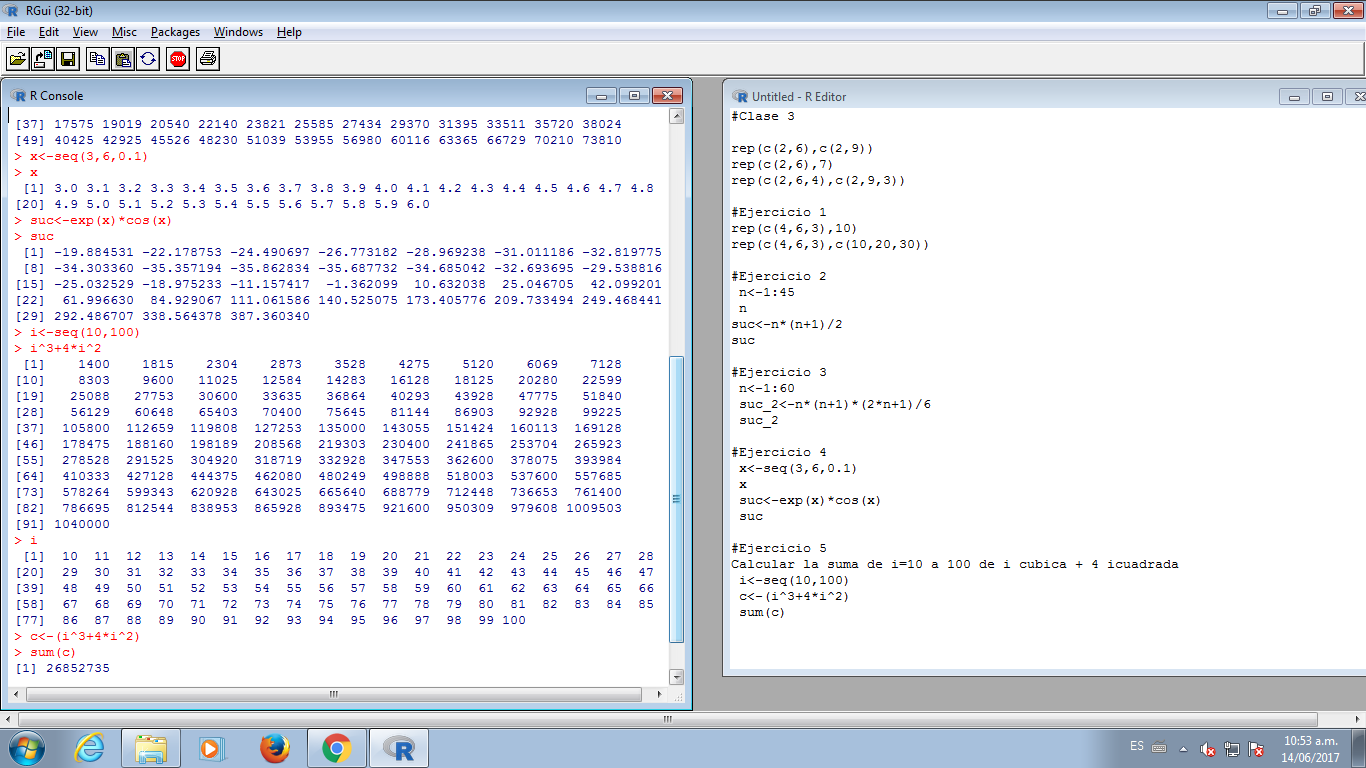 RGui (32-bit)
File Edit View Misc Packages Windows Help
STOP
R Console
[37] 17575 19019 20540 22140 23821 25585 27434 29370 31395 33511 35720 38024
[49] 40425 42925 45526 48230 51039 53955 56980 60116 63365 66729 70210 73810
> x<-seq(3,6,0.1)
> x
[1] 3.0 3.1 3.2 3.3 3.4 3.5 3.6 3.7 3.8 3.9 4.0 4.1 4.2 4.3 4.4 4.5 4.6 4.7 4.8
[20] 4.9 5.0 5.1 5.2 5.3 5.4 5.5 5.6 5.7 5.8 5.9 6.0
> suc<-exp(x)*cos(x)
> suc
[1] -19.884531 -22.178753 -24.490697 -26.773182 -28.969238 -31.011186 -32.819775
[8] -34.303360 -35.357194 -35.862834 -35.687732 -34.685042 -32.693695 -29.538816
[15] -25.032529 -18.975233 -11.157417 -1.362099 10.632038 25.046705 42.099201
[22] 61.996630 84.929067 111.061586 140.525075 173.405776 209.733494 249.468441
[29] 292.486707 338.564378 387.360340
> i<-seq(10,100)
> i^3+4*i^2
[1] 1400 1815 2304 2873 3528 4275 5120 6069 7128
[10] 8303 9600 11025 12584 14283 16128 18125 20280 22599
[19] 25088 27753 30600 33635 36864 40293 43928 47775 51840
[28] 56129 60648 65403 70400 75645 81144 86903 92928 99225
[37] 105800 112659 119808 127253 135000 143055 151424 160113 169128
[46] 178475 188160 198189 208568 219303 230400 241865 253704 265923
[55] 278528 291525 304920 318719 332928 347553 362600 378075 393984
[64] 410333 427128 444375 462080 480249 498888 518003 537600 557685
[73] 578264 599343 620928 643025 665640 688779 712448 736653 761400
[82] 786695 812544 838953 865928 893475 921600 950309 979608 1009503
[91] 1040000
> i
[1] 10 11 12 13 14 15 16 17 18 19 20 21 22 23 24 25 26 27 28
[20] 29 30 31 32 33 34 35 36 37 38 39 40 41 42 43 44 45 46 47
[39] 48 49 50 51 52 53 54 55 56 57 58 59 60 61 62 63 64 65 66
[58] 67 68 69 70 71 72 73 74 75 76 77 78 79 80 81 82 83 84 85
[77] 86 87 88 89 90 91 92 93 94 95 96 97 98 99 100
> c<-(i^3+4*i^2)
> sum(c)
[1] 26852735
Untitled - R Editor
#Clase 3
rep(c(2,6),c(2,9))
rep(c(2,6),7)
rep(c(2,6,4),c(2,9,3))
#Ejercicio 1
rep(c(4,6,3),10)
rep(c(4,6,3),c(10,20,30))
#Ejercicio 2
n<-1:45
n
suc<-n*(n+1)/2
suc
#Ejercicio 3
n<-1:60
suc_2<-n*(n+1)*(2*n+1)/6
suc_2
#Ejercicio 4
x<-seq(3,6,0.1)
x
suc<-exp(x)*cos(x)
suc
#Ejercicio 5
Calcular la suma de i=10 a 100 de i cubica + 4 icuadrada
i<-seq(10,100)
c<-(i^3+4*i^2)
sum(c)
ES
10:53 a.m.
14/06/2017